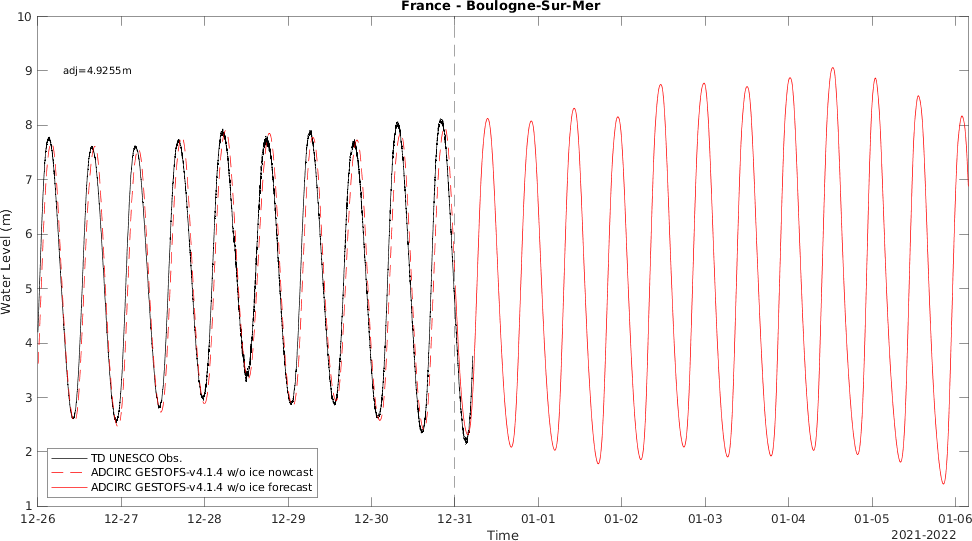 France - Boulogne-Sur-Mer
10
9
8
7
6
5
4
3
2
1
Water Level (m)
adj=4.9255m
TD UNESCO Obs.
ADCIRC GESTOFS-v4.1.4 w/o ice nowcast
ADCIRC GESTOFS-v4.1.4 w/o ice forecast
12-26 12-27 12-28 12-29 12-30 12-31 01-01 01-02 01-03 01-04 01-05 01-06
Time
2021-2022